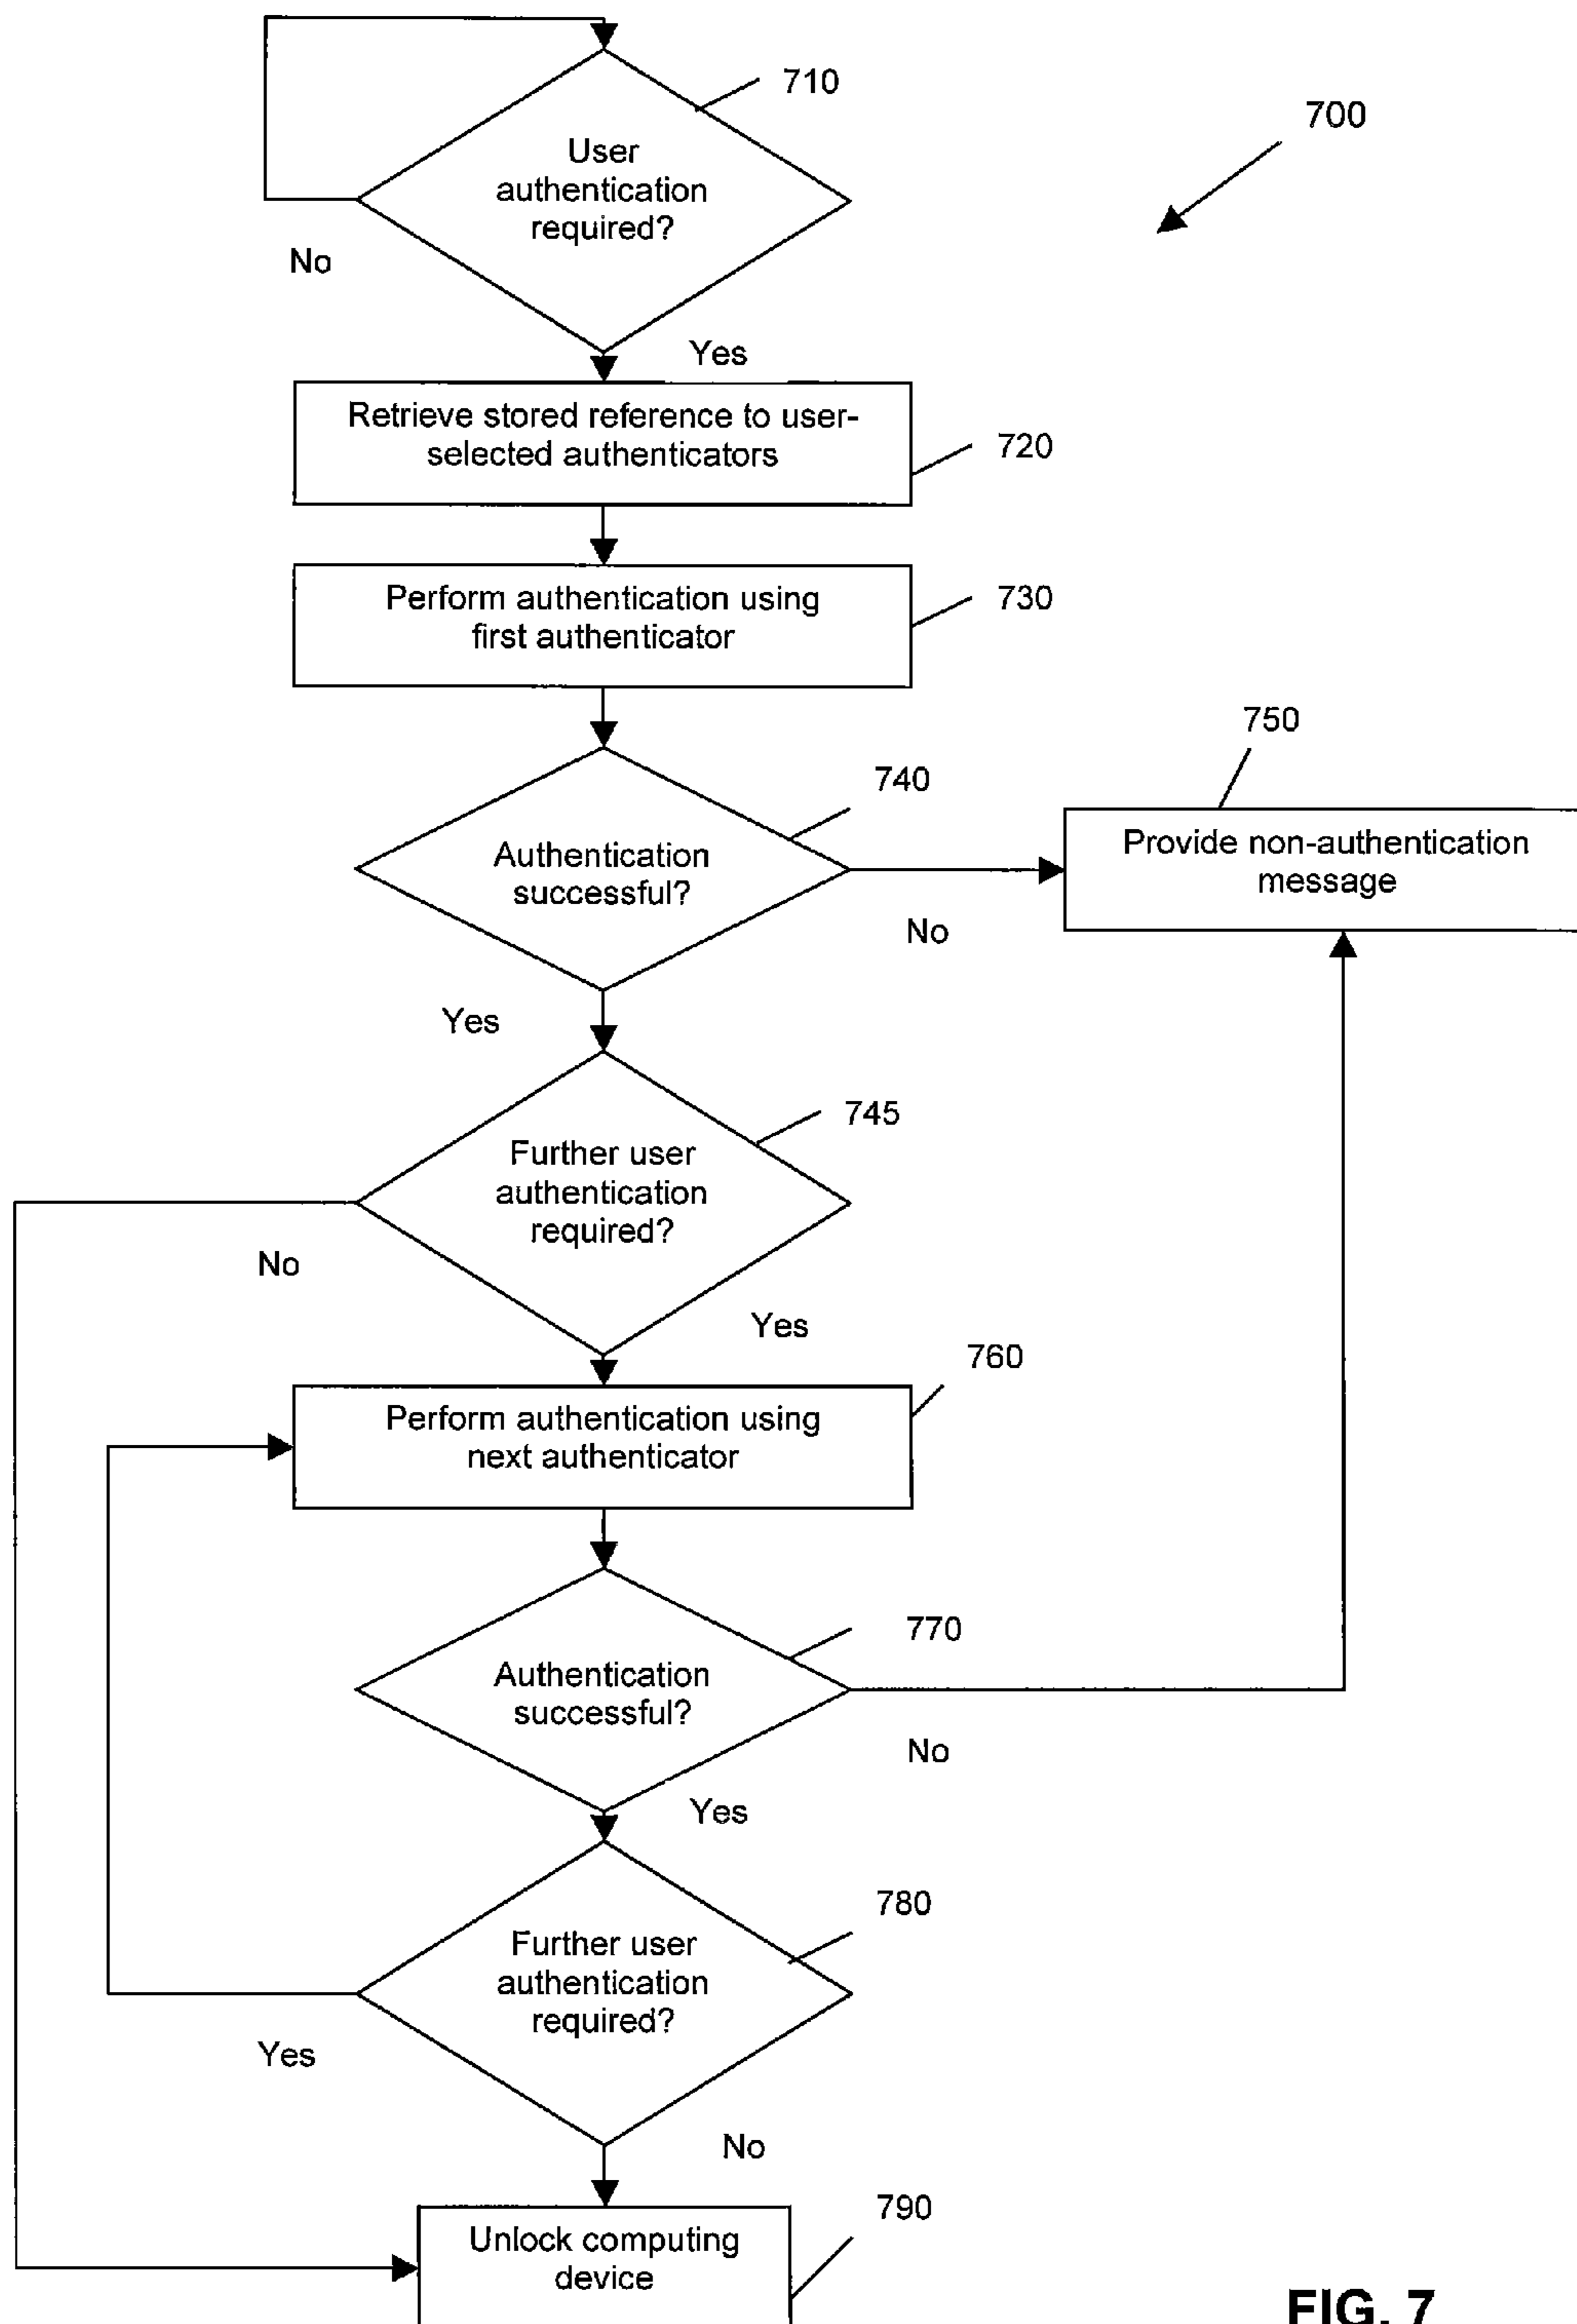 710
700
User
authentication
required?
No
Yes
Retrieve stored reference to user-
selected authenticators
720
Perform authentication using
first authenticator
730
750
740
Provide non-authentication
message
Authentication
successful?
No
Yes
745
Further user
authentication
required?
No
Yes
760
Perform authentication using
next authenticator
770
Authentication
successful?
No
Yes
780
Further user
authentication
required?
Yes
No
790
Unlock computing
device
FIG. 7